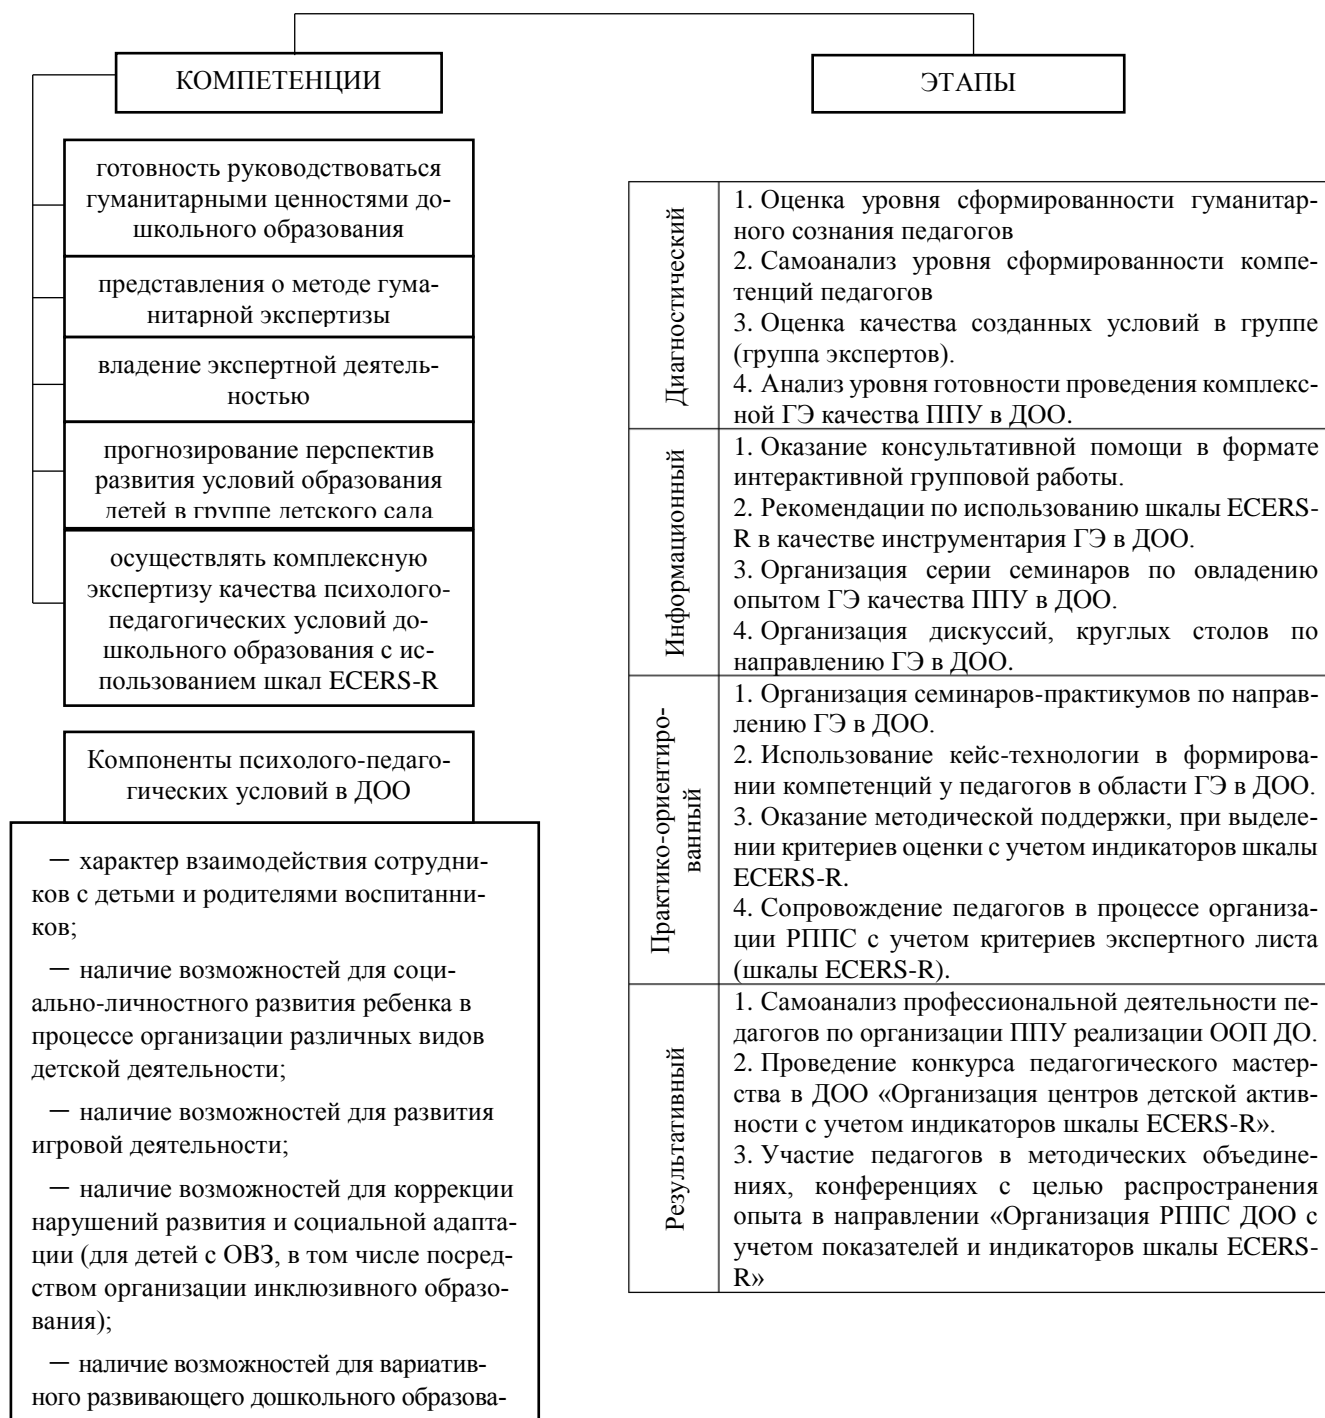 КОМПЕТЕНЦИИ
готовность руководствоваться
гуманитарными ценностями до-
школьного образования
представления о методе гума-
нитарной экспертизы
владение экспертной деятель-
ностью
прогнозирование перспектив
развития условий образования
детей в группе детского сада
осуществлять комплексную
экспертизу качества психолого-
педагогических условий до-
школьного образования с ис-
пользованием шкал ECERS-R
Компоненты психолого-педаго-
гических условий в ДОО
— характер взаимодействия сотрудни-
ков с детьми и родителями воспитанни-
ков;
— наличие возможностей для соци-
ально-личностного развития ребенка в
процессе организации различных видов
детской деятельности;
— наличие возможностей для развития
игровой деятельности;
— наличие возможностей для коррекции
нарушений развития и социальной адапта-
ции (для детей с ОВЗ, в том числе посред-
ством организации инклюзивного образо-
вания);
— наличие возможностей для вариатив-
ного развивающего дошкольного образова-
ЭТАПЫ
Диагностический
1. Оценка уровня сформированности гуманитар-
ного сознания педагогов
2. Самоанализ уровня сформированности компе-
тенций педагогов
3. Оценка качества созданных условий в группе
(группа экспертов).
4. Анализ уровня готовности проведения комплекс-
ной ГЭ качества ППУ в ДОО.
Информационный
1. Оказание консультативной помощи в формате
интерактивной групповой работы.
2. Рекомендации по использованию шкалы ECERS-
R в качестве инструментария ГЭ в ДОО.
3. Организация серии семинаров по овладению
опытом ГЭ качества ППУ в ДОО.
4. Организация дискуссий, круглых столов по
направлению ГЭ в ДОО.
Практико-ориентиро-
ванный
1. Организация семинаров-практикумов по направ-
лению ГЭ в ДОО.
2. Использование кейс-технологии в формирова-
нии компетенций у педагогов в области ГЭ в ДОО.
3. Оказание методической поддержки, при выделе-
нии критериев оценки с учетом индикаторов шкалы
ECERS-R.
4. Сопровождение педагогов в процессе организа-
ции РППС с учетом критериев экспертного листа
(шкалы ECERS-R).
Результативный
1. Самоанализ профессиональной деятельности пе-
дагогов по организации ППУ реализации ООП ДО.
2. Проведение конкурса педагогического мастер-
ства в ДОО «Организация центров детской актив-
ности с учетом индикаторов шкалы ECERS-R».
3. Участие педагогов в методических объедине-
ниях, конференциях с целью распространения
опыта в направлении «Организация РППС ДОО с
учетом показателей и индикаторов шкалы ECERS-
R»